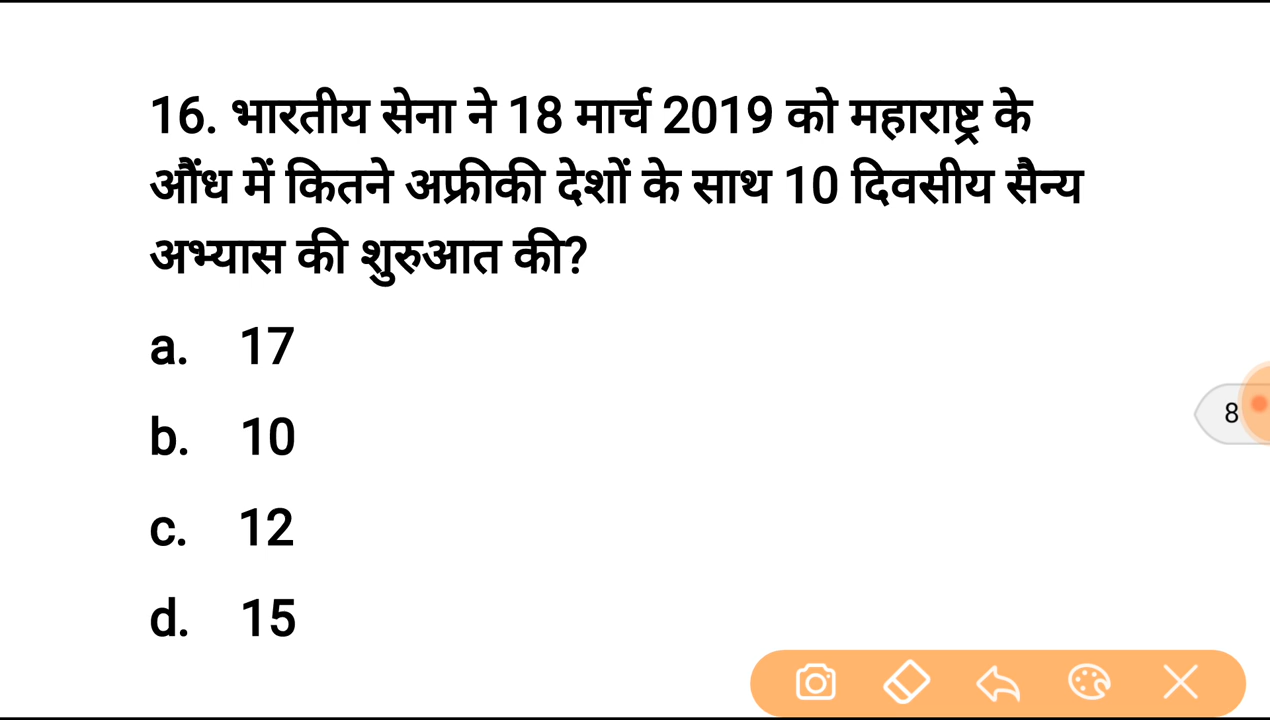 16. भारतीय सेना ने 18 मार्च 2019 को महाराष्ट्र के
औंध में कितने अफ्रीकी देशों के साथ 10 दिवसीय सैन्य
अभ्यास की शुरुआत की?
a. 17
b. 10
8
c. 12
d. 15